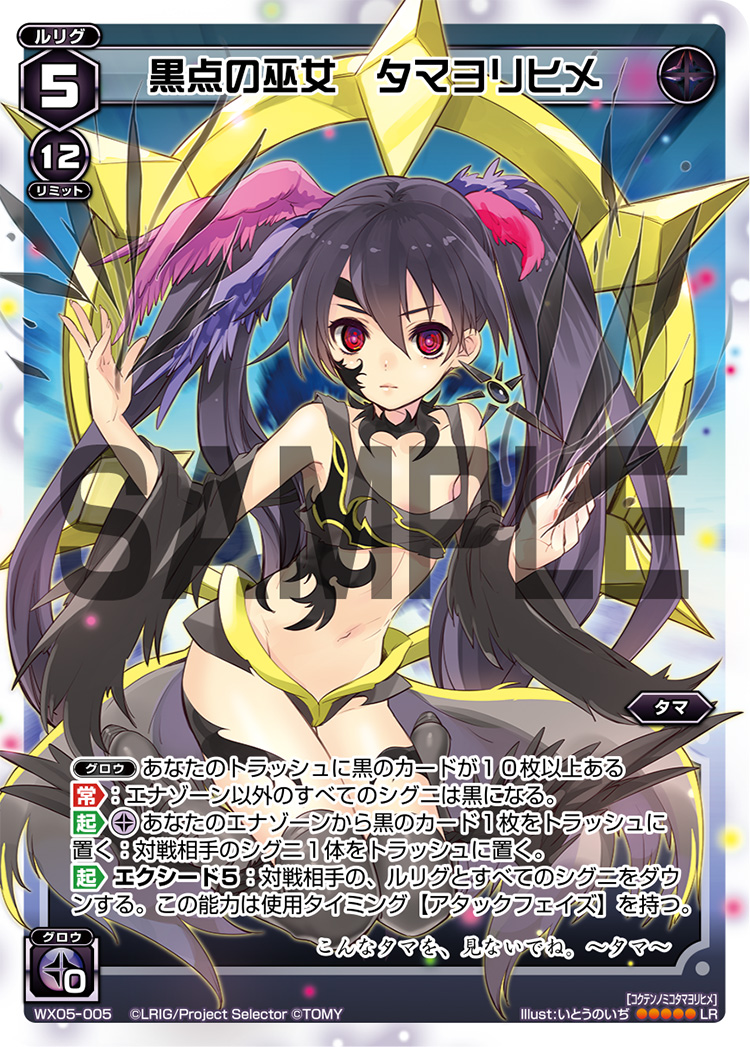 ルリグ
5
黒点の巫女 タマヨリヒメ
12
リミット
SAMPLE
タマ
グロウ あなたのトラッシュに黒のカードが10枚以上ある
常：エナゾーン以外のすべてのシグニは黒になる。
起 あなたのエナゾーンから黒のカード1枚をトラッシュに
置く：対戦相手のシグニ1体をトラッシュに置く。
起 エクシード5：対戦相手の、ルリグとすべてのシグニをダウ
ンする。この能力は使用タイミング【アタックフェイズ】を持つ。
こんなタマを、見ないでね。～タマ～
グロウ
0
[コクテンノミコタマヨリヒメ]
WX05-005 ©LRIG/Project Selector ©TOMY Illust:いとうのいぢ LR